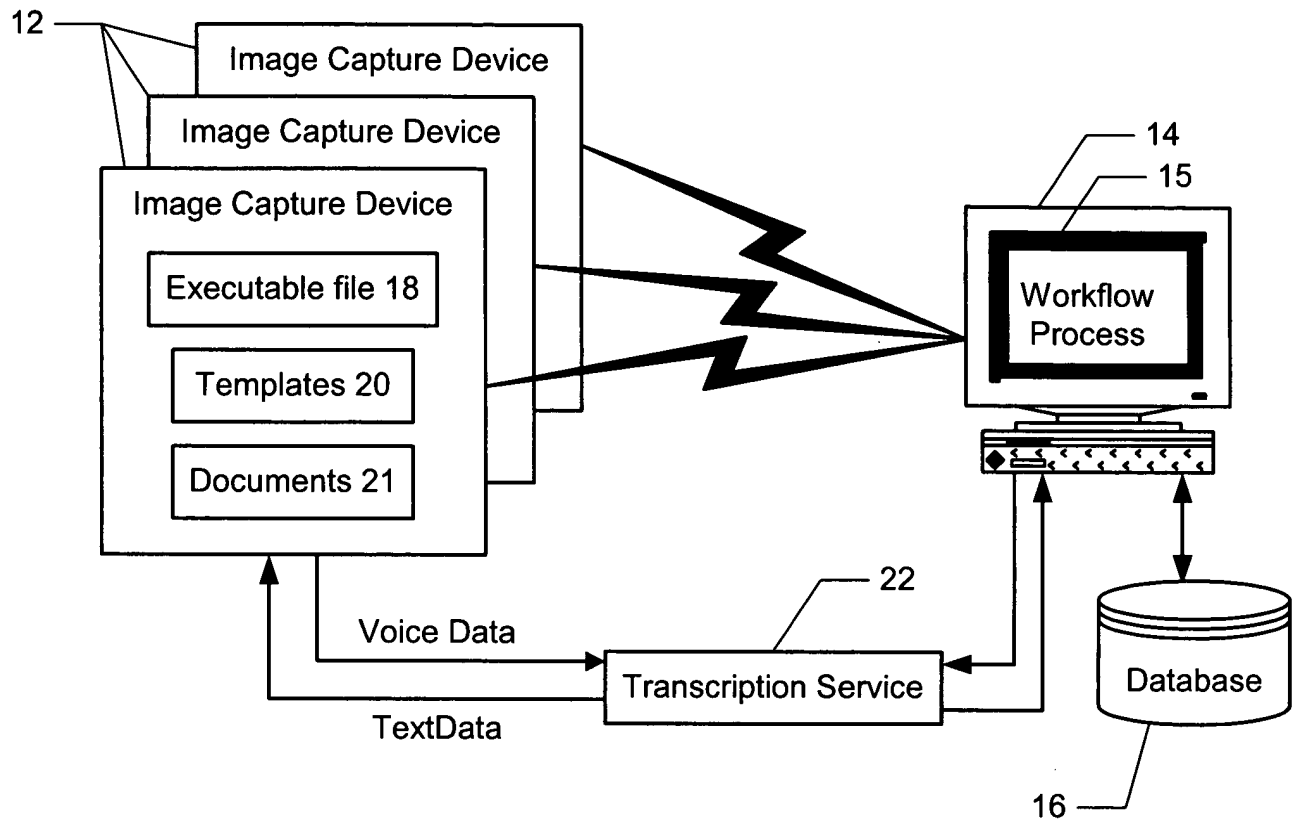 12
Image Capture Device
Image Capture Device
Image Capture Device
Executable file 18
Templates 20
Documents 21
14
15
Workflow
Process
22
Voice Data
Transcription Service
TextData
Database
16